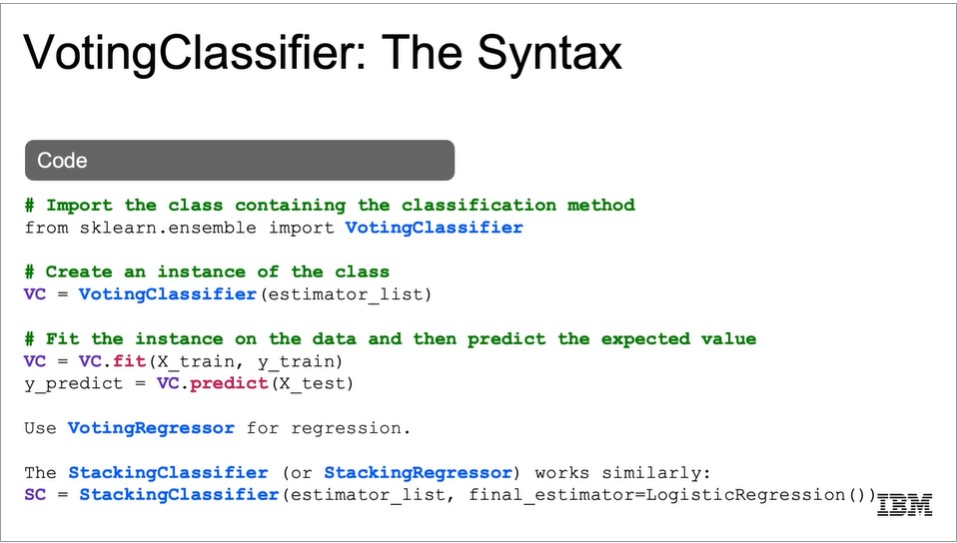 VotingClassifier: The Syntax
Code
# Import the class containing the classification method
from sklearn.ensemble import VotingClassifier
# Create an instance of the class
VC = VotingClassifier(estimator_list)
# Fit the instance on the data and then predict the expected value
VC = VC.fit(X_train, y_train)
y_predict = VC.predict(X_test)
Use VotingRegressor for regression.
The StackingClassifier (or StackingRegressor) works similarly:
SC = StackingClassifier(estimator_list, final_estimator=LogisticRegression())
IBM